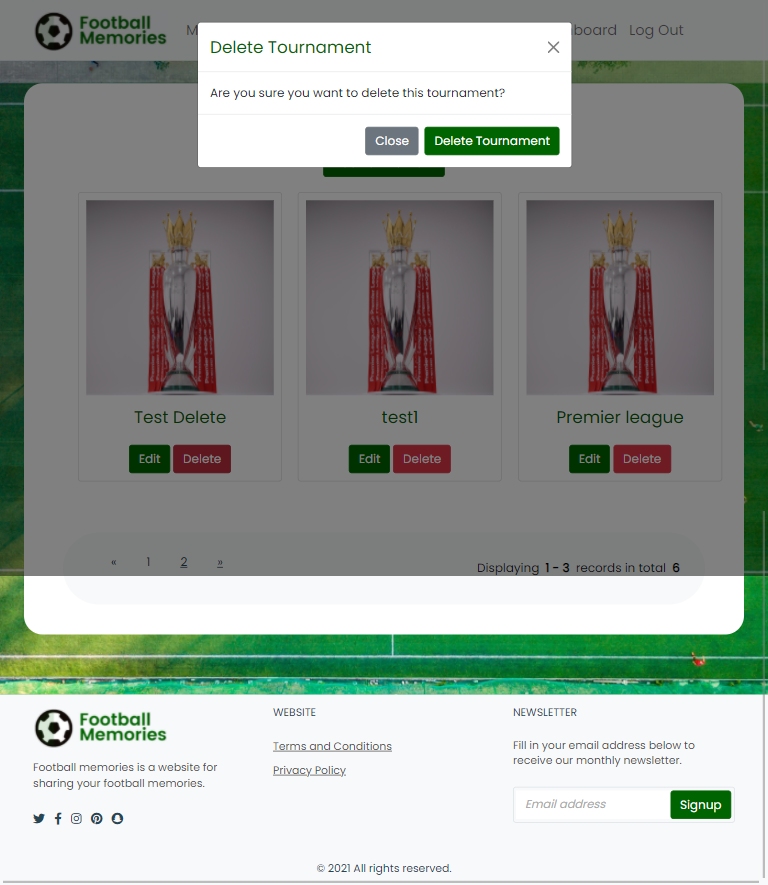 Football
Memories
M
board Log Out
Delete Tournament
Are you sure you want to delete this tournament?
Close Delete Tournament
Test Delete test1 Premier league
Edit Delete Edit Delete Edit Delete
« 1 2 »
Displaying 1 - 3 records in total 6
Football
Memories
Football memories is a website for
sharing your football memories.
WEBSITE
Terms and Conditions
Privacy Policy
NEWSLETTER
Fill in your email address below to
receive our monthly newsletter.
Email address Signup
© 2021 All rights reserved.